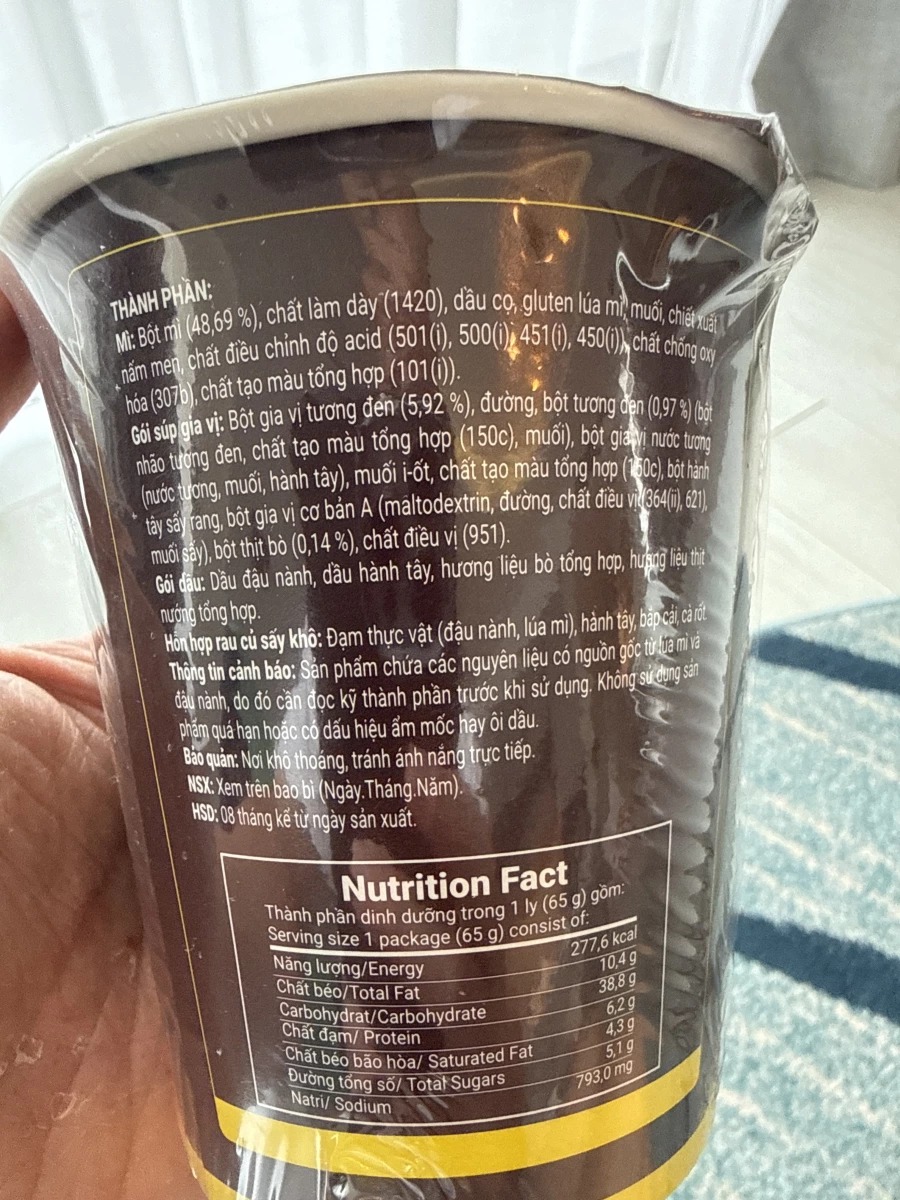 THÀNH PHẦN:
Mì: Bột mì (48,69 %), chất làm dày (1420), dầu cọ, gluten lúa mì, muối, chiết xuất
nấm men, chất điều chỉnh độ acid (501(i), 500(i), 451(i), 450(i)), chất chống oxy
hóa (307b), chất tạo màu tổng hợp (101(i)).
Gói súp gia vị: Bột gia vị tương đen (5,92 %), đường, bột tương đen (0,97 %) (bột
nhão tương đen, chất tạo màu tổng hợp (150c), muối), bột gia vị nước tương
(nước tương, muối, hành tây), muối i-ốt, chất tạo màu tổng hợp (150c), bột hành
tây sấy rang, bột gia vị cơ bản A (maltodextrin, đường, chất điều vị (364(ii), 621),
muối sấy), bột thịt bò (0,14 %), chất điều vị (951).
Gói dầu: Dầu đậu nành, dầu hành tây, hương liệu bò tổng hợp, hương liệu thịt
nướng tổng hợp.
Hỗn hợp rau củ sấy khô: Đạm thực vật (đậu nành, lúa mì), hành tây, bắp cải, cà rốt.
Thông tin cảnh báo: Sản phẩm chứa các nguyên liệu có nguồn gốc từ lúa mì và
đậu nành, do đó cần đọc kỹ thành phần trước khi sử dụng. Không sử dụng sản
phẩm quá hạn hoặc có dấu hiệu ẩm mốc hay ôi dầu.
Bảo quản: Nơi khô thoáng, tránh ánh nắng trực tiếp.
NSX: Xem trên bao bì (Ngày.Tháng.Năm).
HSD: 08 tháng kể từ ngày sản xuất.
Nutrition Fact
Thành phần dinh dưỡng trong 1 ly (65 g) gồm:
Serving size 1 package (65 g) consist of:
Năng lượng/Energy 277,6 kcal
Chất béo/Total Fat 10,4 g
Carbohydrat/Carbohydrate 38,8 g
Chất đạm/ Protein 6,2 g
Chất béo bão hòa/ Saturated Fat 4,3 g
Đường tổng số/ Total Sugars 5,1 g
Natri/ Sodium 793,0 mg